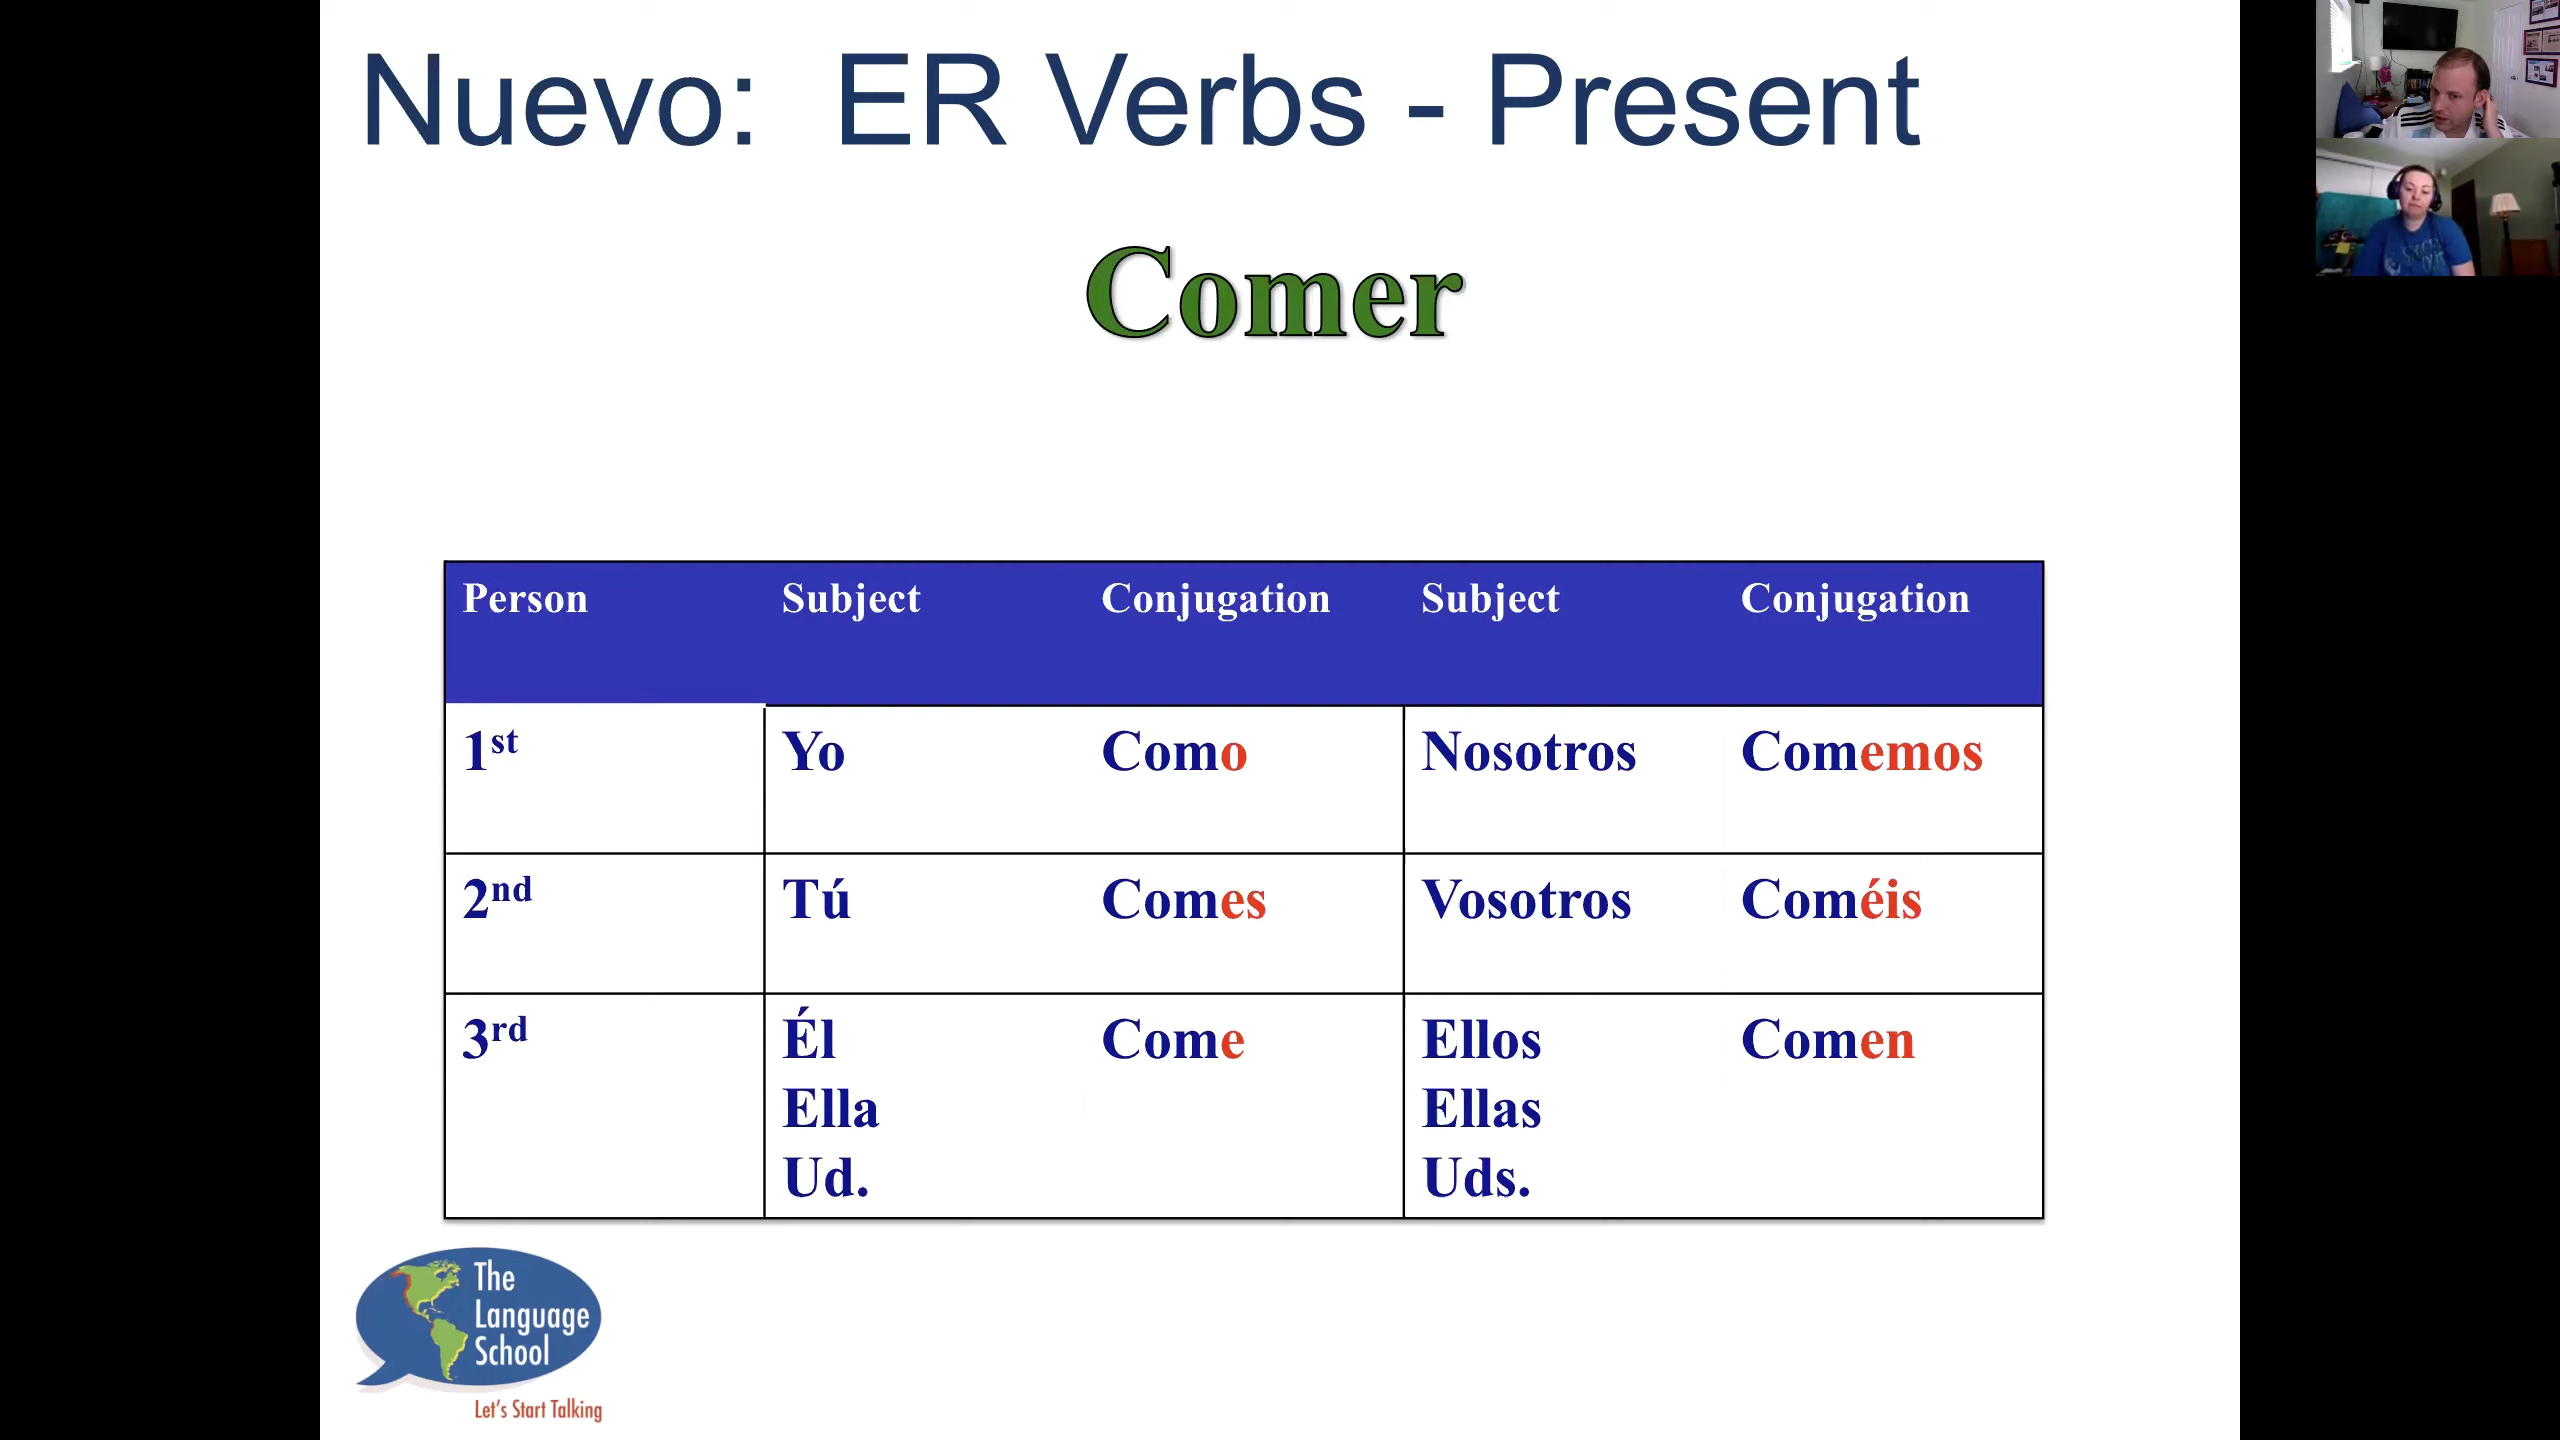 Nuevo: ER Verbs - Present
Comer
Person Subject Conjugation Subject Conjugation
1st Yo Como Nosotros Comemos
2nd Tú Comes Vosotros Coméis
3rd Él Come Ellos Comen
Ella Ellas
Ud. Uds.
The
Language
School
Let's Start Talking